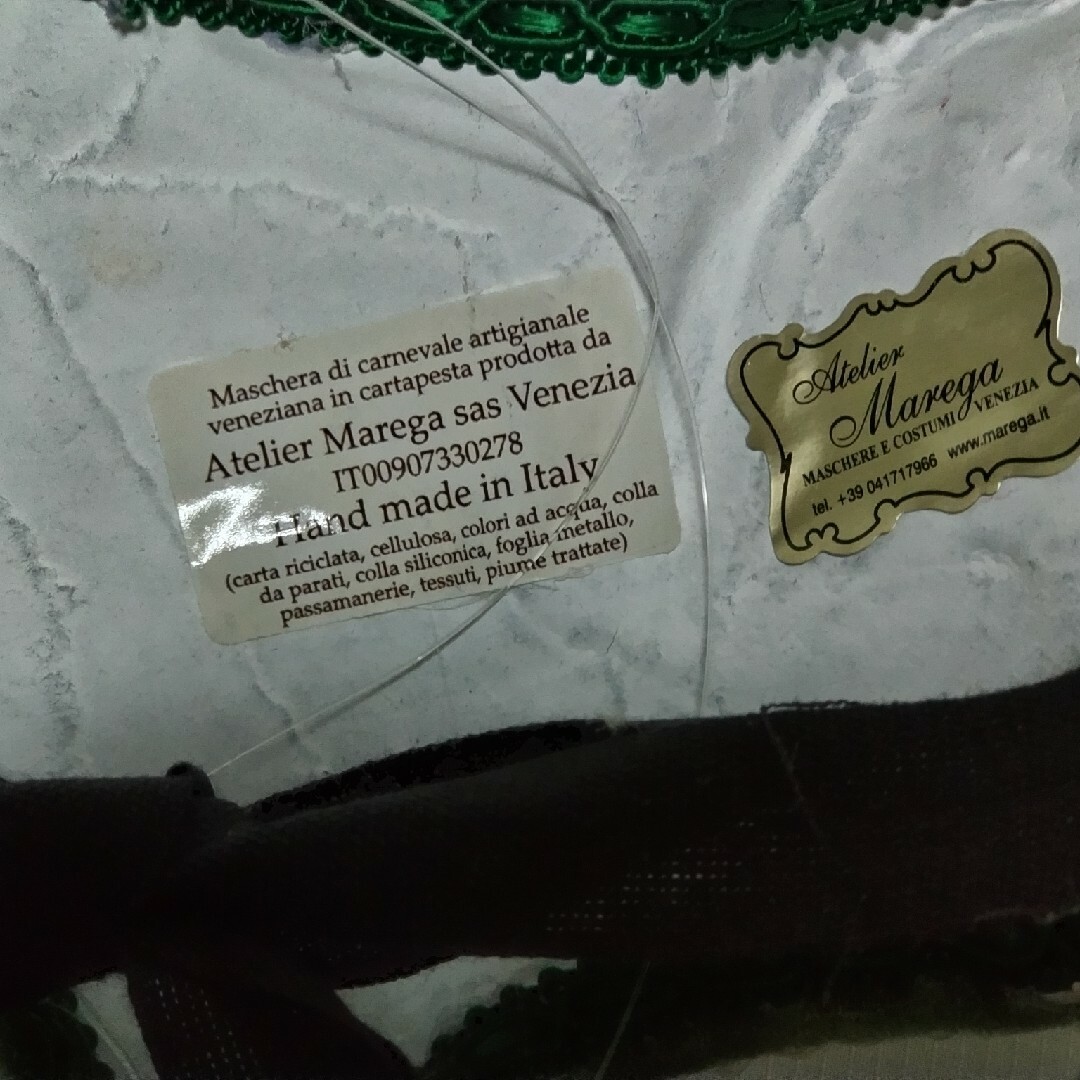 Maschera di carnevale artigianale
veneziana in cartapesta prodotta da
Atelier Marega sas Venezia
IT00907330278
Hand made in Italy
(carta riciclata, cellulosa, colori ad acqua, colla
da parati, colla siliconica, foglia metallo,
passamanerie, tessuti, piume trattate)
Atelier
Marega
MASCHERE E COSTUMI VENEZIA
tel. +39 041717966 www.marega.it